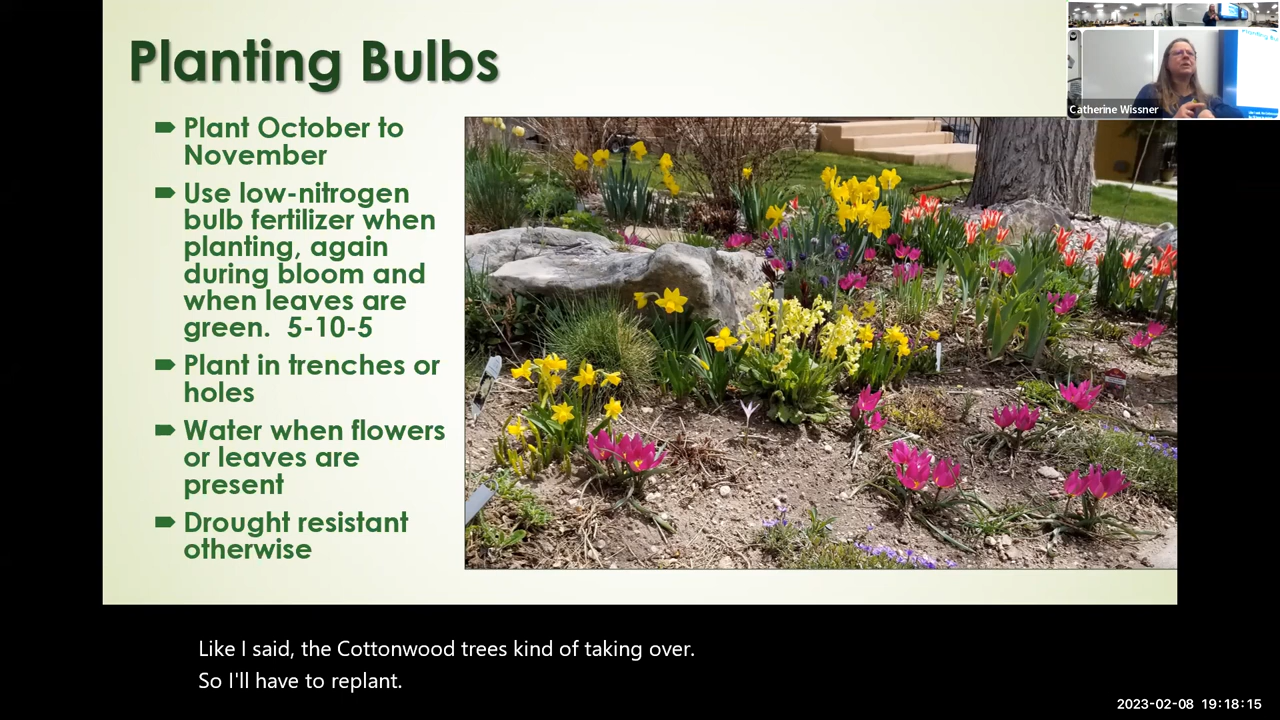 Planting Bulbs
Catherine Wissner
Plant October to
November
Use low-nitrogen
bulb fertilizer when
planting, again
during bloom and
when leaves are
green.  5-10-5
Plant in trenches or
holes
Water when flowers
or leaves are
present
Drought resistant
otherwise
Like I said, the Cottonwood trees kind of taking over.
So I'll have to replant.
2023-02-08 19:18:15